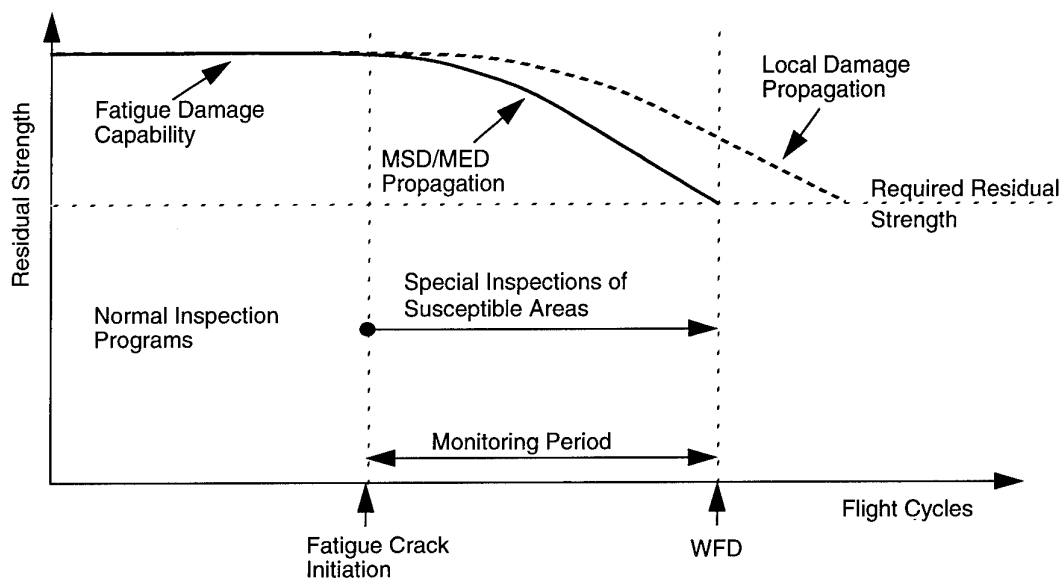 Residual Strength
Fatigue Damage
Capability
MSD/MED
Propagation
Local Damage
Propagation
Required Residual
Strength
Normal Inspection
Programs
Special Inspections of
Susceptible Areas
Monitoring Period
Flight Cycles
Fatigue Crack
Initiation
WFD